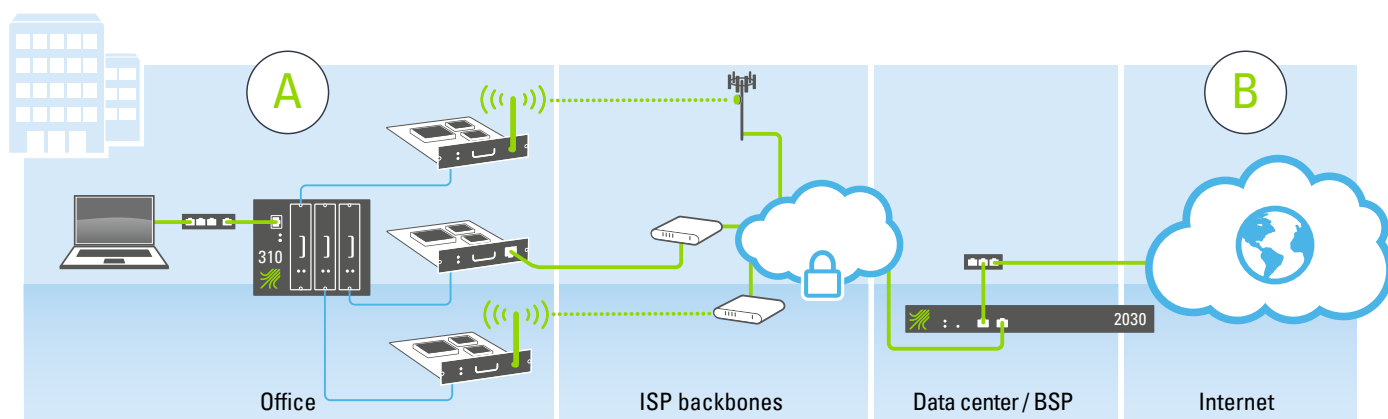 A
B
310
2030
Office
ISP backbones
Data center / BSP
Internet